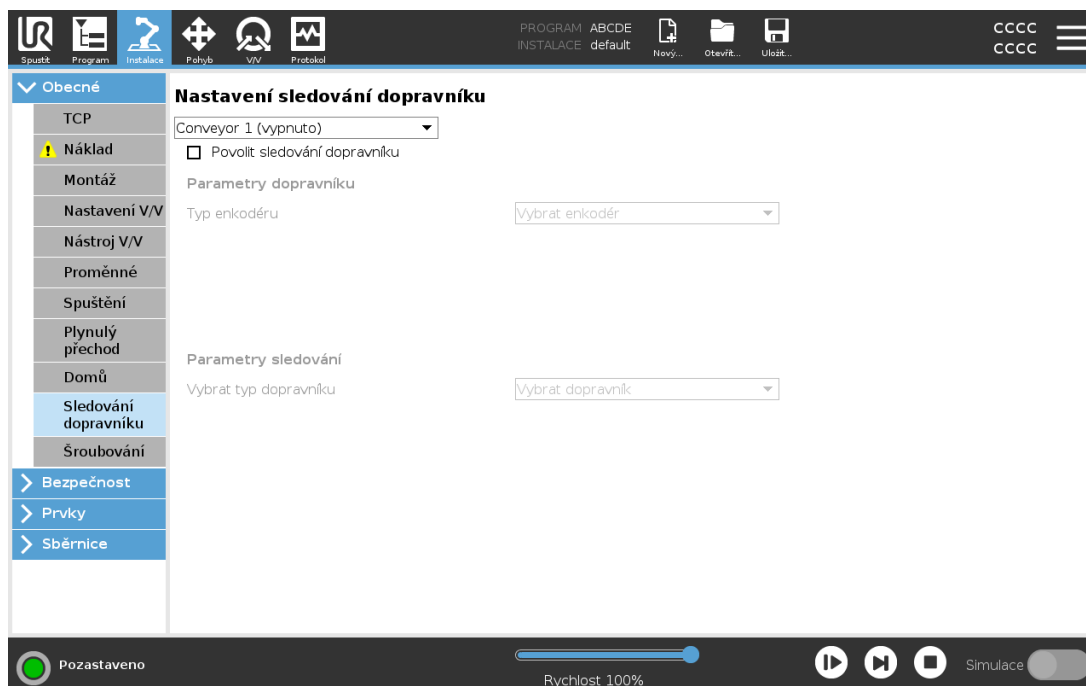 PROGRAM ABCDE
INSTALACE default
CCCC
CCCC
Spustit
Program
Instalace
Pohyb
V/V
Protokol
Nový...
Otevřít...
Uložit...
Obecné
TCP
Náklad
Montáž
Nastavení V/V
Nástroj V/V
Proměnné
Spuštění
Plynulý
přechod
Domů
Sledování
dopravníku
Šroubování
Bezpečnost
Prvky
Sběrnice
Nastavení sledování dopravníku
Conveyor 1 (vypnuto)
Povolit sledování dopravníku
Parametry dopravníku
Typ enkodéru
Vybrat enkodér
Parametry sledování
Vybrat typ dopravníku
Vybrat dopravník
Pozastaveno
Rychlost 100%
Simulace